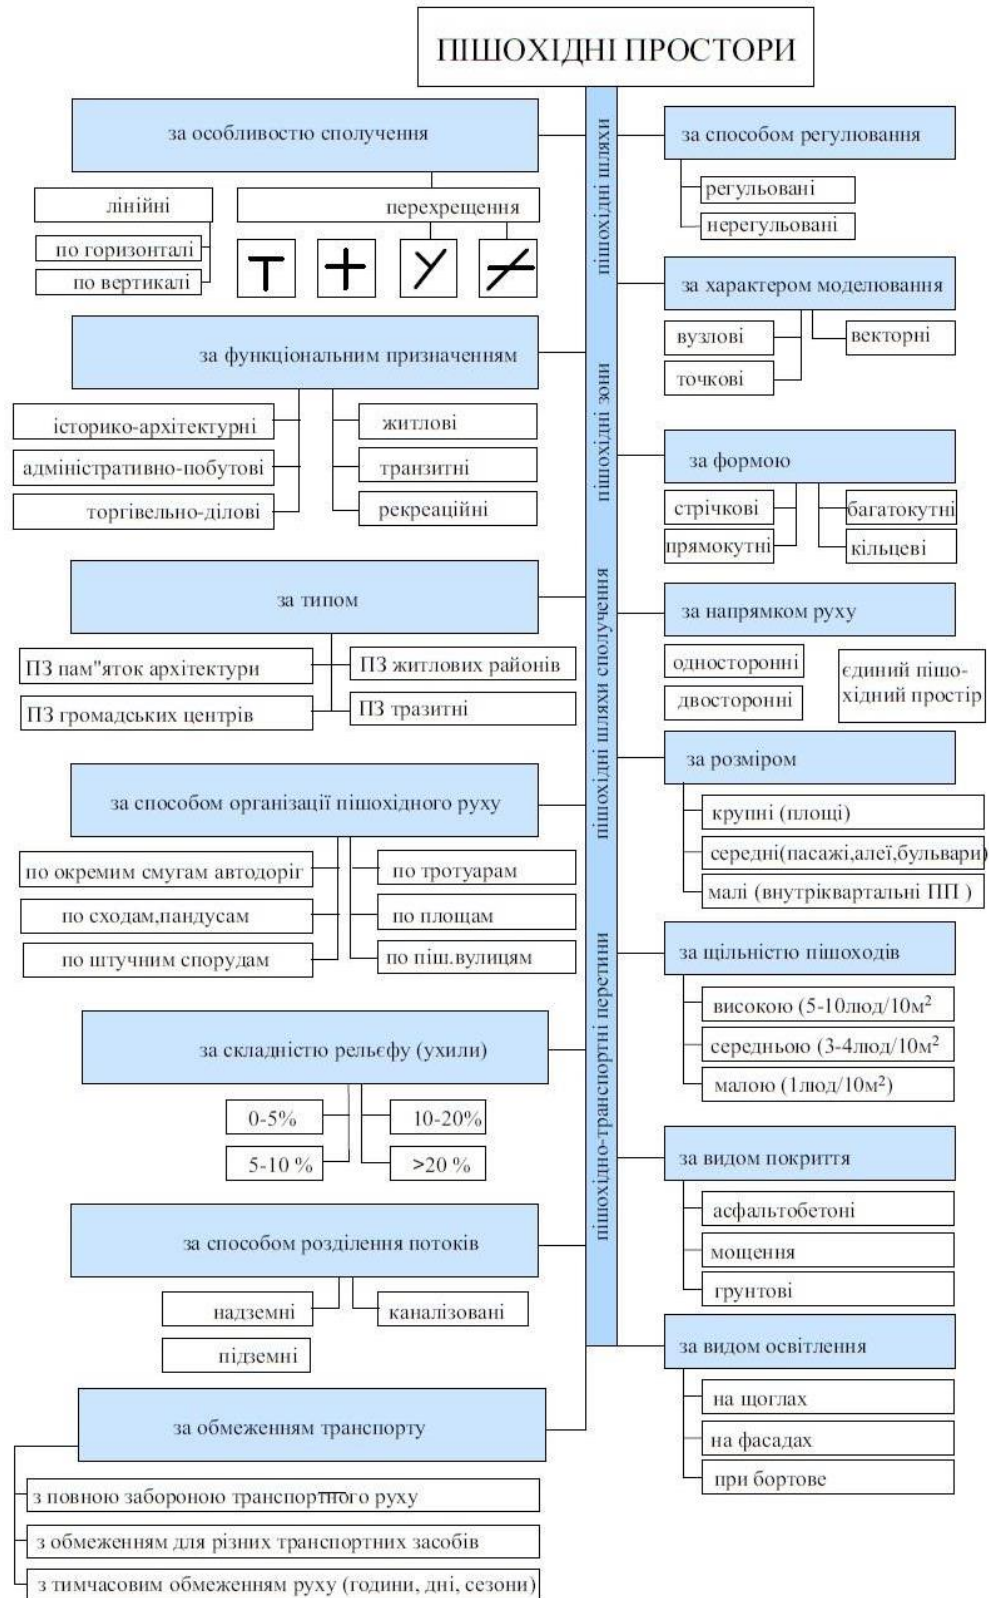 ПІШОХІДНІ ПРОСТОРИ
за особливостю сполучення
лінійні
по горизонталі
по вертикалі
перехрещення
за функціональним призначенням
історико-архітектурні
адміністративно-побутові
торгівельно-ділові
житлові
транзитні
рекреаційні
за типом
ПЗ пам"яток архітектури
ПЗ громадських центрів
ПЗ житлових районів
ПЗ тразитні
за способом організації пішохідного руху
по окремим смугам автодоріг
по сходам,пандусам
по штучним спорудам
по тротуарам
по площам
по піш.вулицям
за складністю рельєфу (ухили)
0-5%
5-10 %
10-20%
>20 %
за способом розділення потоків
надземні
підземні
каналізовані
за обмеженням транспорту
з повною забороною транспортного руху
з обмеженням для різних транспортних засобів
з тимчасовим обмеженням руху (години, дні, сезони)
пішохідні шляхи
пішохідні зони
пішохідні шляхи сполучення
пішохідно-транспортні перетини
за способом регулювання
регульовані
нерегульовані
за характером моделювання
вузлові
точкові
векторні
за формою
стрічкові
прямокутні
багатокутні
кільцеві
за напрямком руху
односторонні
двосторонні
єдиний пішо-
хідний простір
за розміром
крупні (площі)
середні(пасажі,алеї,бульвари)
малі (внутріквартальні ПП )
за щільністю пішоходів
високою (5-10люд/10м²
середньою (3-4люд/10м²
малою (1люд/10м²)
за видом покриття
асфальтобетоні
мощення
грунтові
за видом освітлення
на щоглах
на фасадах
при бортове